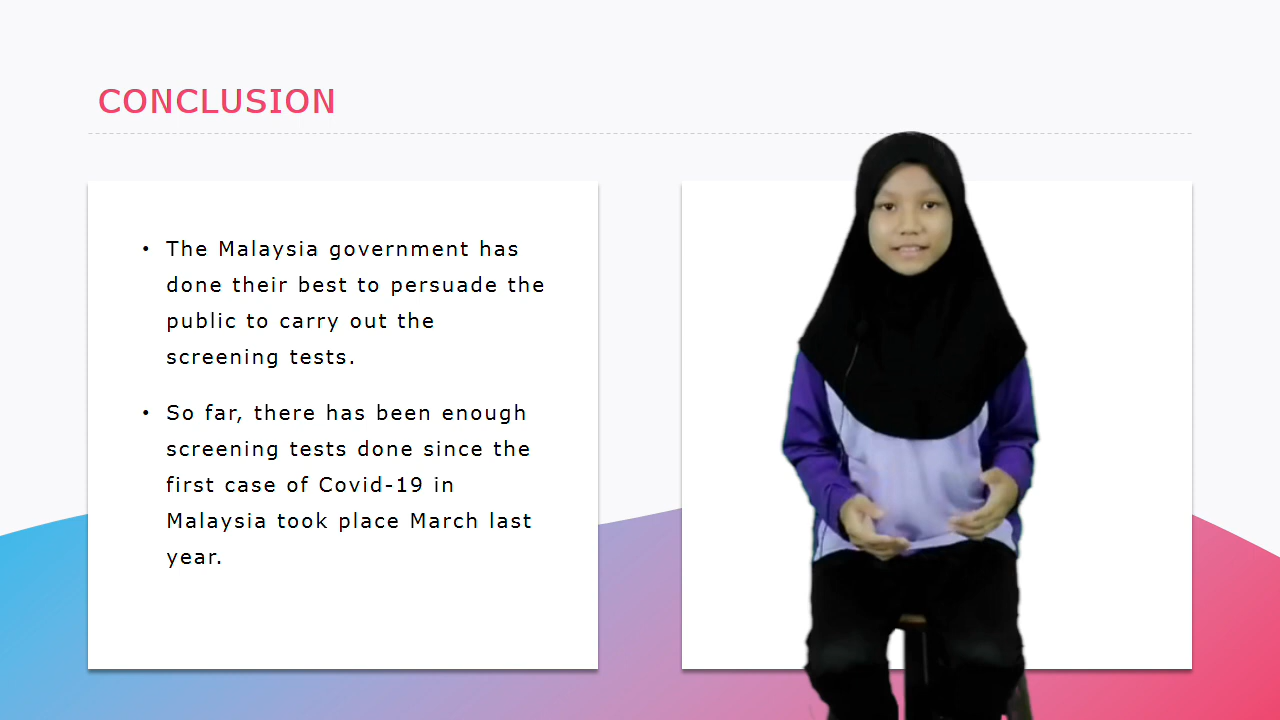 CONCLUSION
• The Malaysia government has
done their best to persuade the
public to carry out the
screening tests.
• So far, there has been enough
screening tests done since the
first case of Covid-19 in
Malaysia took place March last
year.